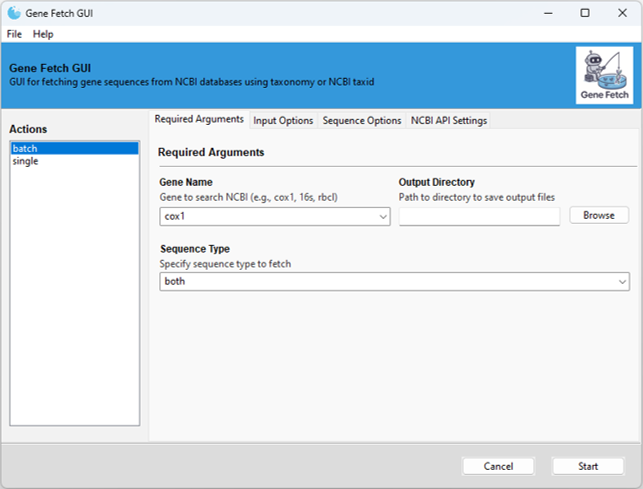 Gene Fetch GUI
File Help
Gene Fetch GUI
GUI for fetching gene sequences from NCBI databases using taxonomy or NCBI taxid
Gene Fetch
Actions
batch
single
Required Arguments Input Options Sequence Options NCBI API Settings
Required Arguments
Gene Name
Gene to search NCBI (e.g., cox1, 16s, rbcl)
cox1
Output Directory
Path to directory to save output files
Browse
Sequence Type
Specify sequence type to fetch
both
Cancel Start